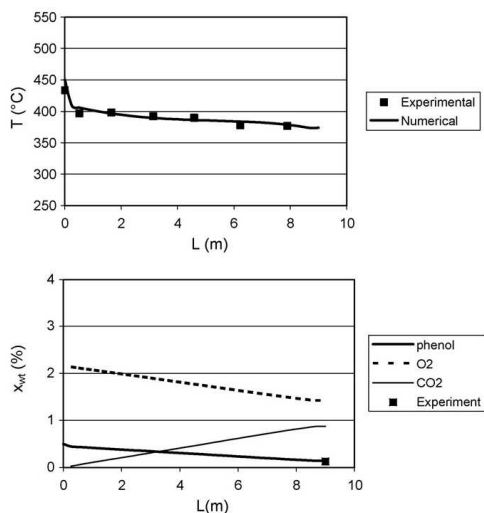 550
500
450
400
350
300
250
T (°C)
0 2 4 6 8 10
L (m)
Experimental
Numerical
4
3
2
1
0
x_wt (%)
0 2 4 6 8 10
L(m)
phenol
O2
CO2
Experiment